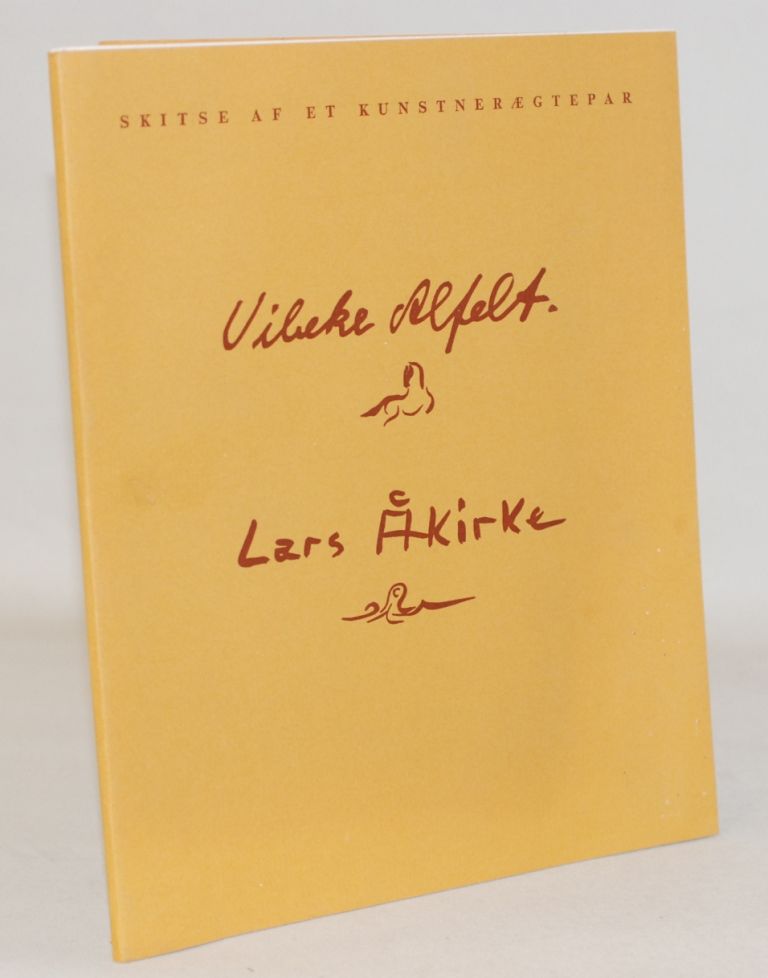 SKITSE AF ET KUNSTNERÆGTEPAR
Vibeke Alfelt.
Lars Åkirke